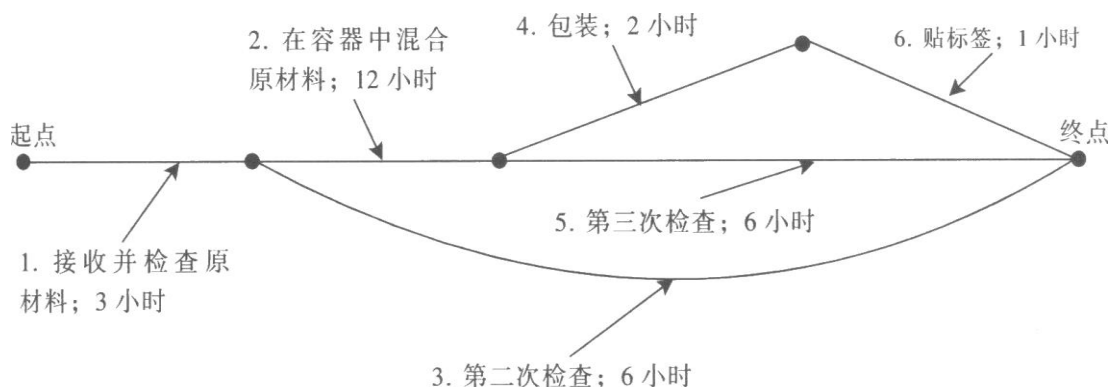 2. 在容器中混合
原材料；12 小时
4. 包装；2 小时
6. 贴标签；1 小时
起点
终点
5. 第三次检查；6 小时
1. 接收并检查原
材料；3 小时
3. 第二次检查；6 小时